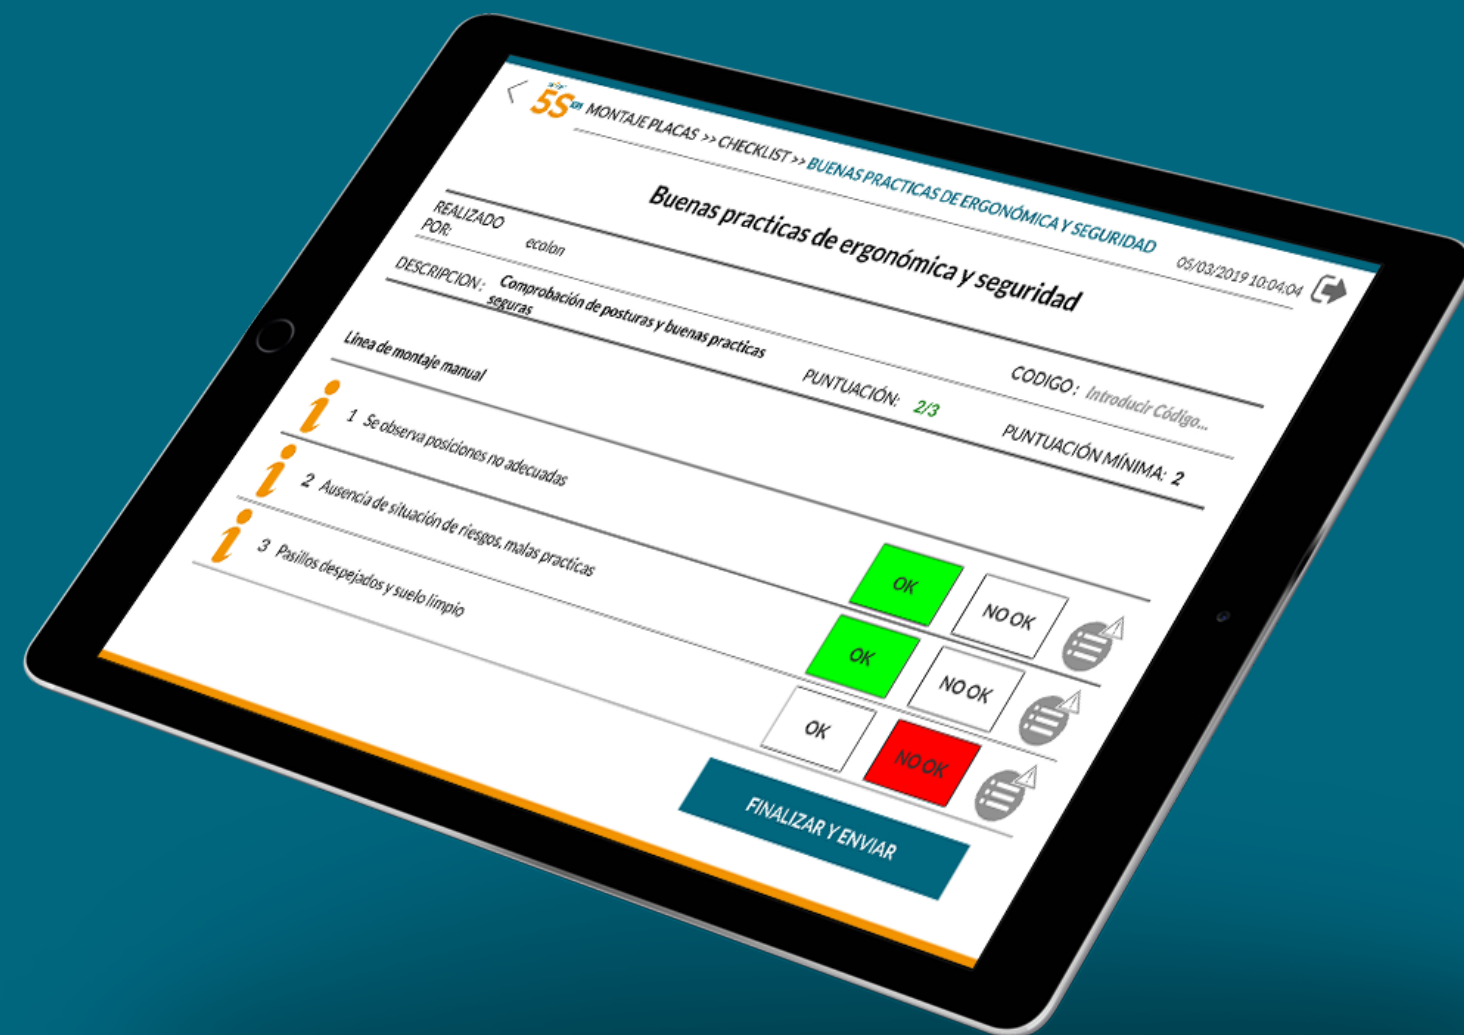 5S MONTAJE PLACAS >> CHECKLIST >> BUENAS PRACTICAS DE ERGONÓMICA Y SEGURIDAD
05/03/2019 10:04:04
Buenas practicas de ergonómica y seguridad
REALIZADO
POR:
ecolon
CODIGO : Introducir Código...
DESCRIPCION : Comprobación de posturas y buenas practicas
seguras
PUNTUACIÓN: 2/3
PUNTUACIÓN MÍNIMA: 2
Línea de montaje manual
1 Se observa posiciones no adecuadas
OK
NO OK
2 Ausencia de situación de riesgos, malas practicas
OK
NO OK
3 Pasillos despejados y suelo limpio
OK
NO OK
FINALIZAR Y ENVIAR